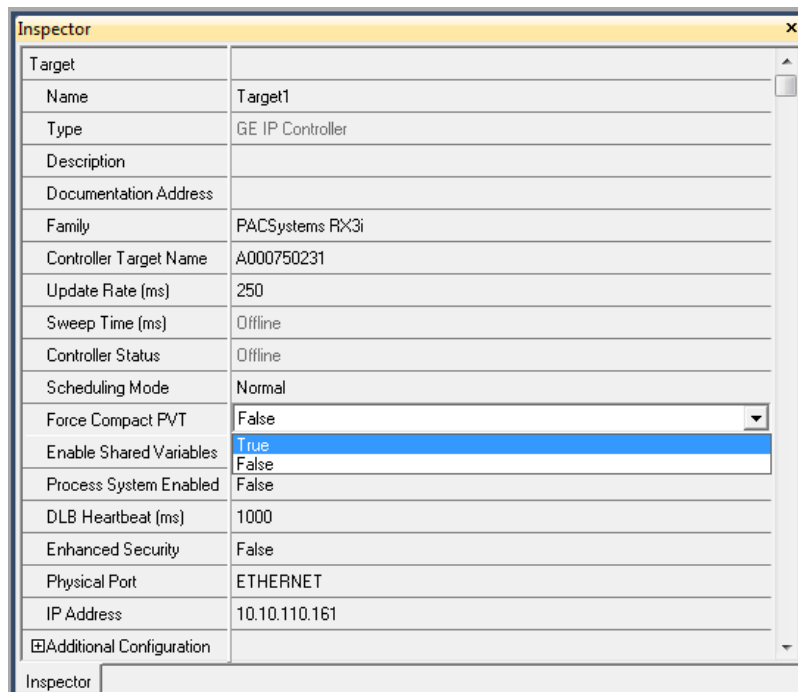 Inspector x
Target
Name Target1
Type GE IP Controller
Description
Documentation Address
Family PACSystems RX3i
Controller Target Name A000750231
Update Rate (ms) 250
Sweep Time (ms) Offline
Controller Status Offline
Scheduling Mode Normal
Force Compact PVT False
Enable Shared Variables True
False
Process System Enabled False
DLB Heartbeat (ms) 1000
Enhanced Security False
Physical Port ETHERNET
IP Address 10.10.110.161
Additional Configuration
Inspector